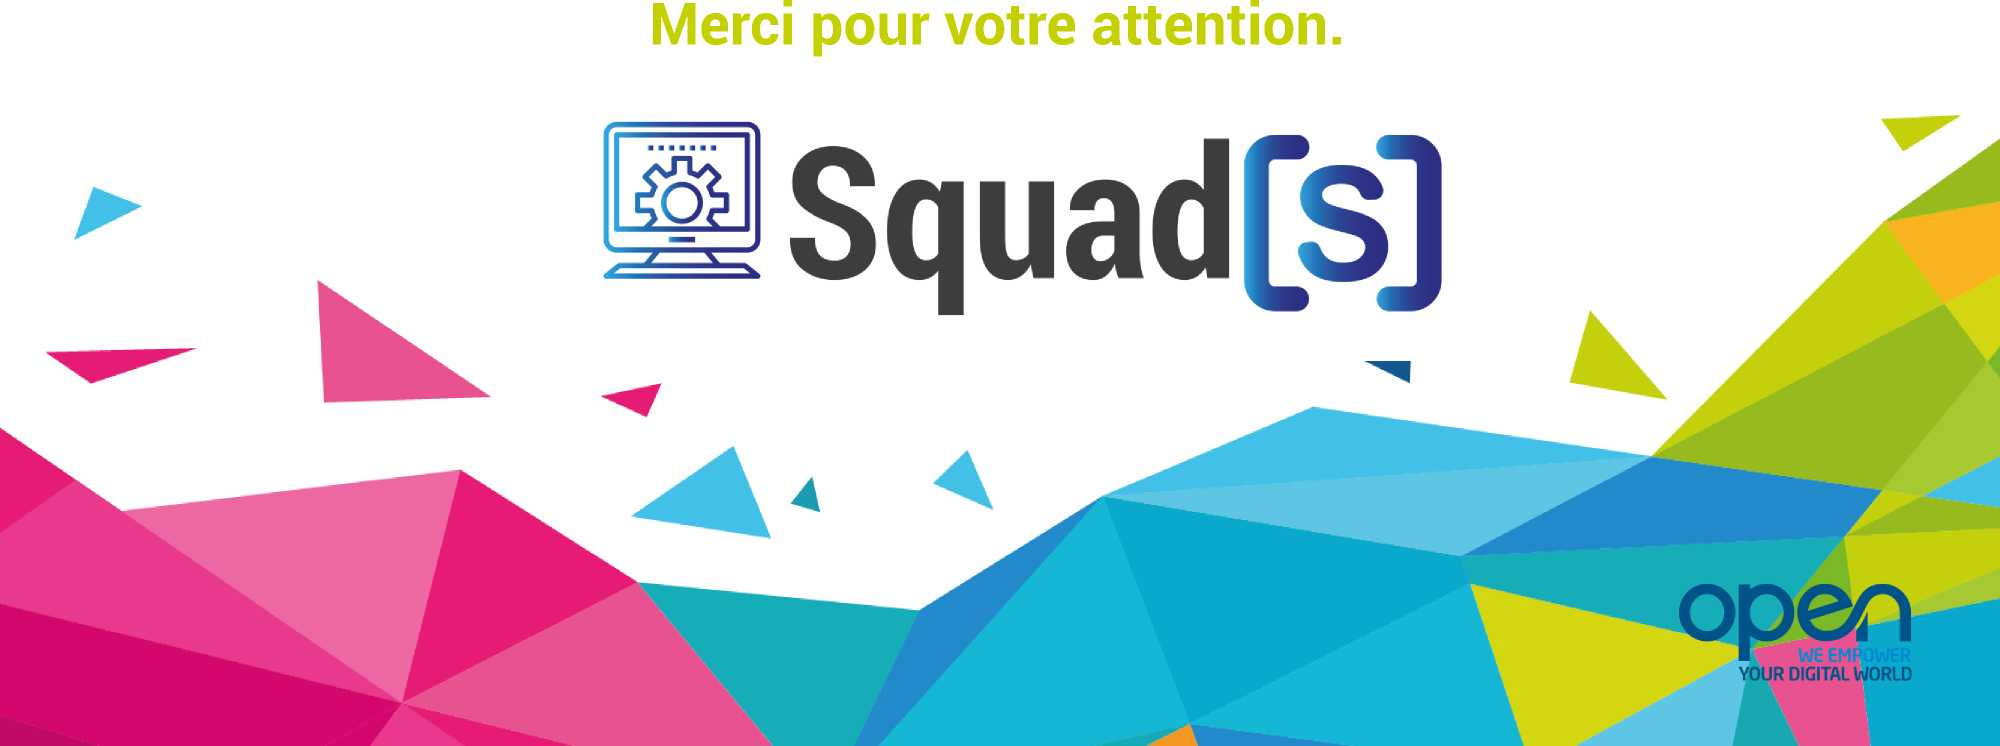 Merci pour votre attention.
Squad[s]
open
WE EMPOWER
YOUR DIGITAL WORLD